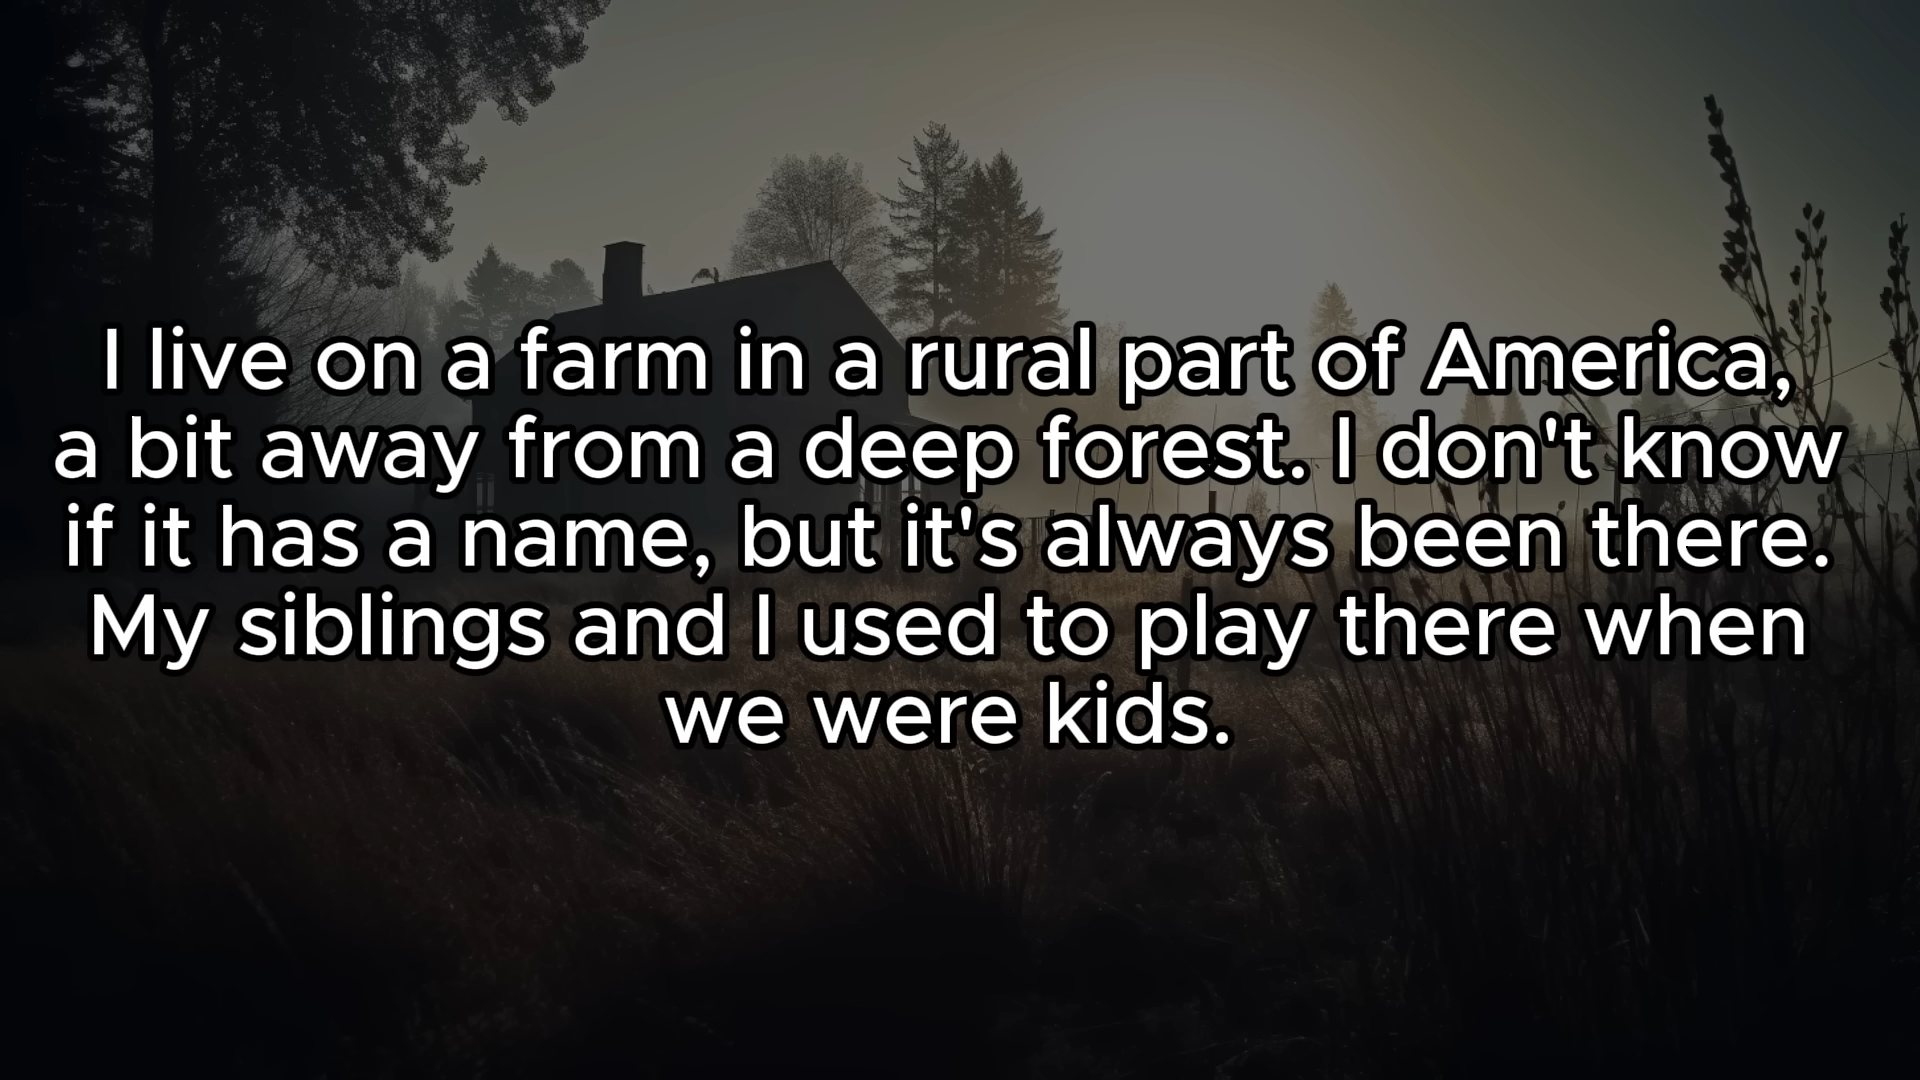 I live on a farm in a rural part of America,
a bit away from a deep forest. I don't know
if it has a name, but it's always been there.
My siblings and I used to play there when
we were kids.